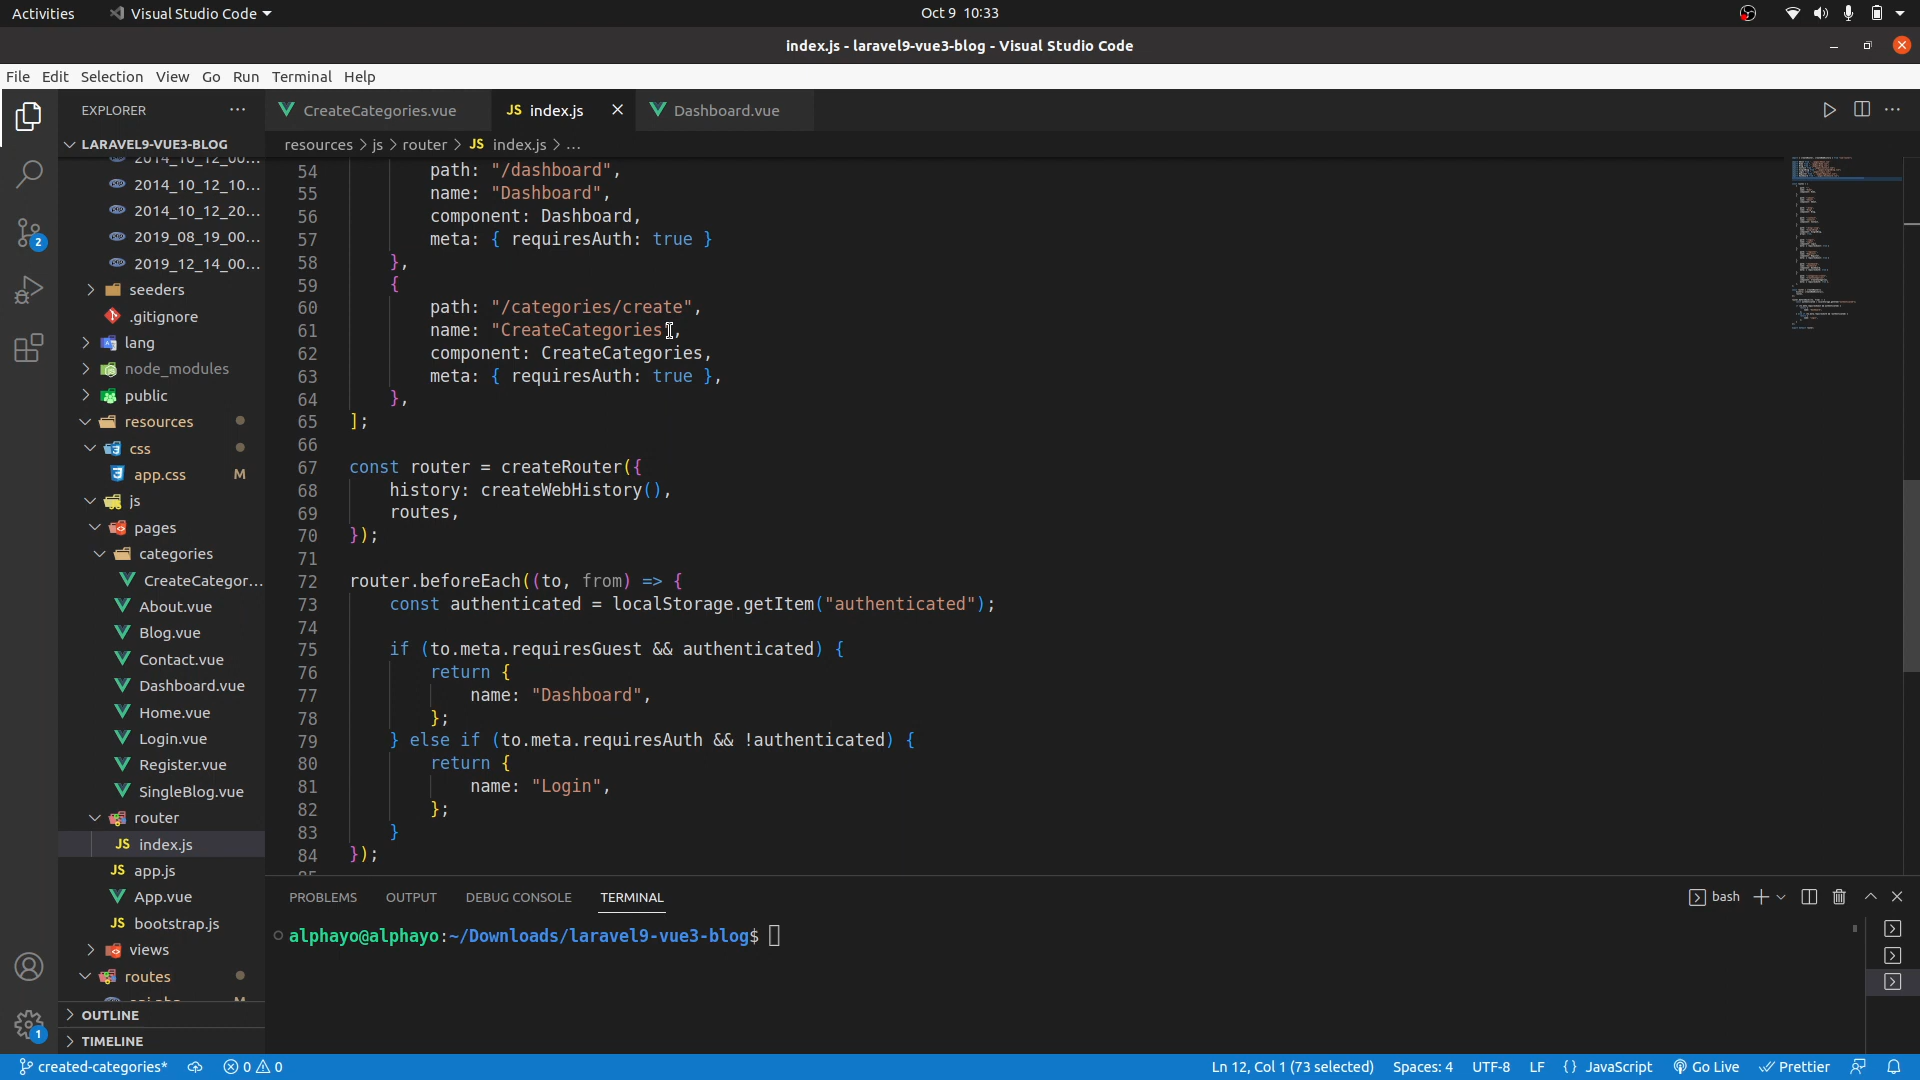 Activities
Visual Studio Code
Oct 9 10:33
index.js - laravel9-vue3-blog - Visual Studio Code
File Edit Selection View Go Run Terminal Help
EXPLORER
CreateCategories.vue
JS index.js
Dashboard.vue
LARAVEL9-VUE3-BLOG
resources > js > router > JS index.js > ...
2014_10_12_00...
2014_10_12_10...
2014_10_12_20...
2019_08_19_00...
2019_12_14_00...
seeders
.gitignore
lang
node_modules
public
resources
css
app.css M
js
pages
categories
CreateCategor...
About.vue
Blog.vue
Contact.vue
Dashboard.vue
Home.vue
Login.vue
Register.vue
SingleBlog.vue
router
JS index.js
JS app.js
App.vue
JS bootstrap.js
views
routes
OUTLINE
TIMELINE
2
1
54 path: "/dashboard",
55 name: "Dashboard",
56 component: Dashboard,
57 meta: { requiresAuth: true }
58 },
59 {
60 path: "/categories/create",
61 name: "CreateCategories",
62 component: CreateCategories,
63 meta: { requiresAuth: true },
64 },
65 ];
66
67 const router = createRouter({
68 history: createWebHistory(),
69 routes,
70 });
71
72 router.beforeEach((to, from) => {
73 const authenticated = localStorage.getItem("authenticated");
74
75 if (to.meta.requiresGuest && authenticated) {
76 return {
77 name: "Dashboard",
78 };
79 } else if (to.meta.requiresAuth && !authenticated) {
80 return {
81 name: "Login",
82 };
83 }
84 });
PROBLEMS OUTPUT DEBUG CONSOLE TERMINAL
bash
alphayo@alphayo:~/Downloads/laravel9-vue3-blog$
created-categories*
0 0
Ln 12, Col 1 (73 selected)
Spaces: 4
UTF-8
LF
{ } JavaScript
Go Live
Prettier